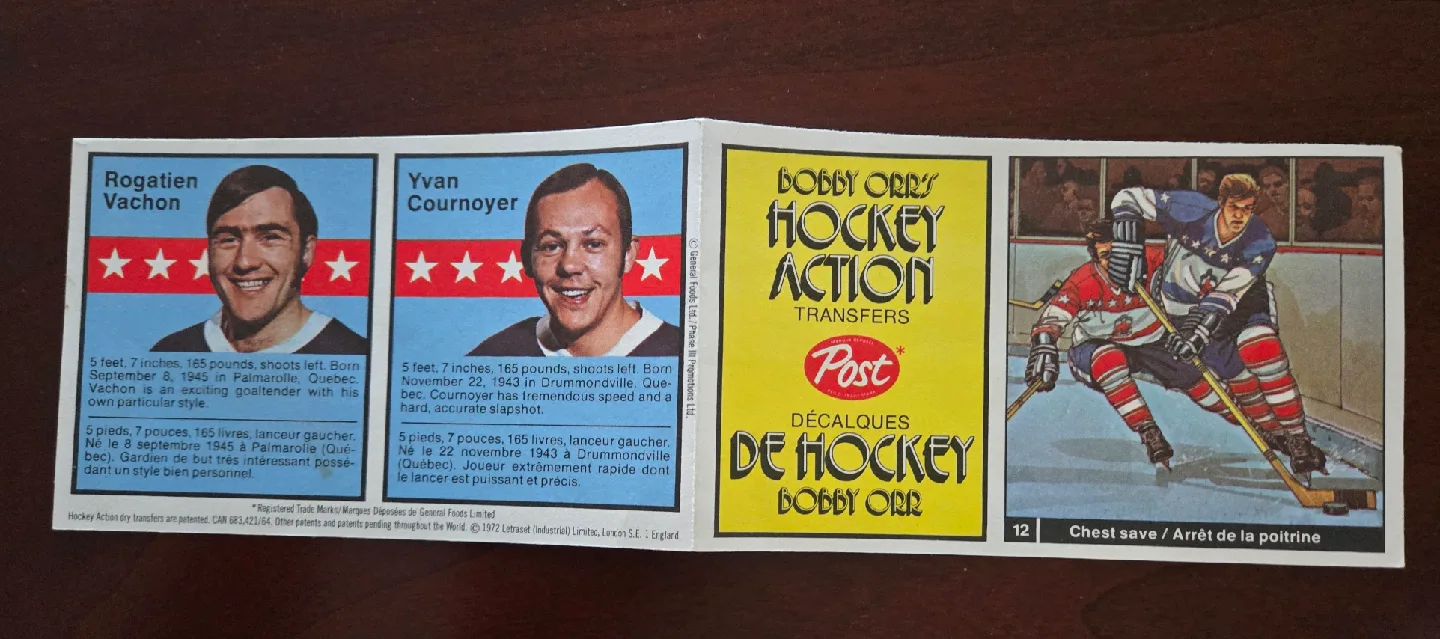 Rogatien
Vachon
5 feet, 7 inches, 165 pounds, shoots left. Born
September 8, 1945 in Palmarolle, Quebec.
Vachon is an exciting goaltender with his
own particular style.
5 pieds, 7 pouces, 165 livres, lanceur gaucher.
Né le 8 septembre 1945 à Palmarolle (Qué-
bec). Gardien de but très intéressant possé-
dant un style bien personnel.
Yvan
Cournoyer
5 feet, 7 inches, 165 pounds, shoots left. Born
November 22, 1943 in Drummondville, Que-
bec. Cournoyer has tremendous speed and a
hard, accurate slapshot.
5 pieds, 7 pouces, 165 livres, lanceur gaucher.
Né le 22 novembre 1943 à Drummondville
(Québec). Joueur extrêmement rapide dont
le lancer est puissant et précis.
*Registered Trade Marks/Marques Déposées de General Foods Limited
Hockey Action dry transfers are patented. CAN 683,421/64. Other patents and patents pending throughout the World. © 1972 Letraset (Industrial) Limited, London S.E. 1 England
© General Foods Ltd./Phase III Promotions Ltd.
BOBBY ORR'S
HOCKEY
ACTION
TRANSFERS
Post*
DÉCALQUES
DE HOCKEY
BOBBY ORR
12 Chest save / Arrêt de la poitrine